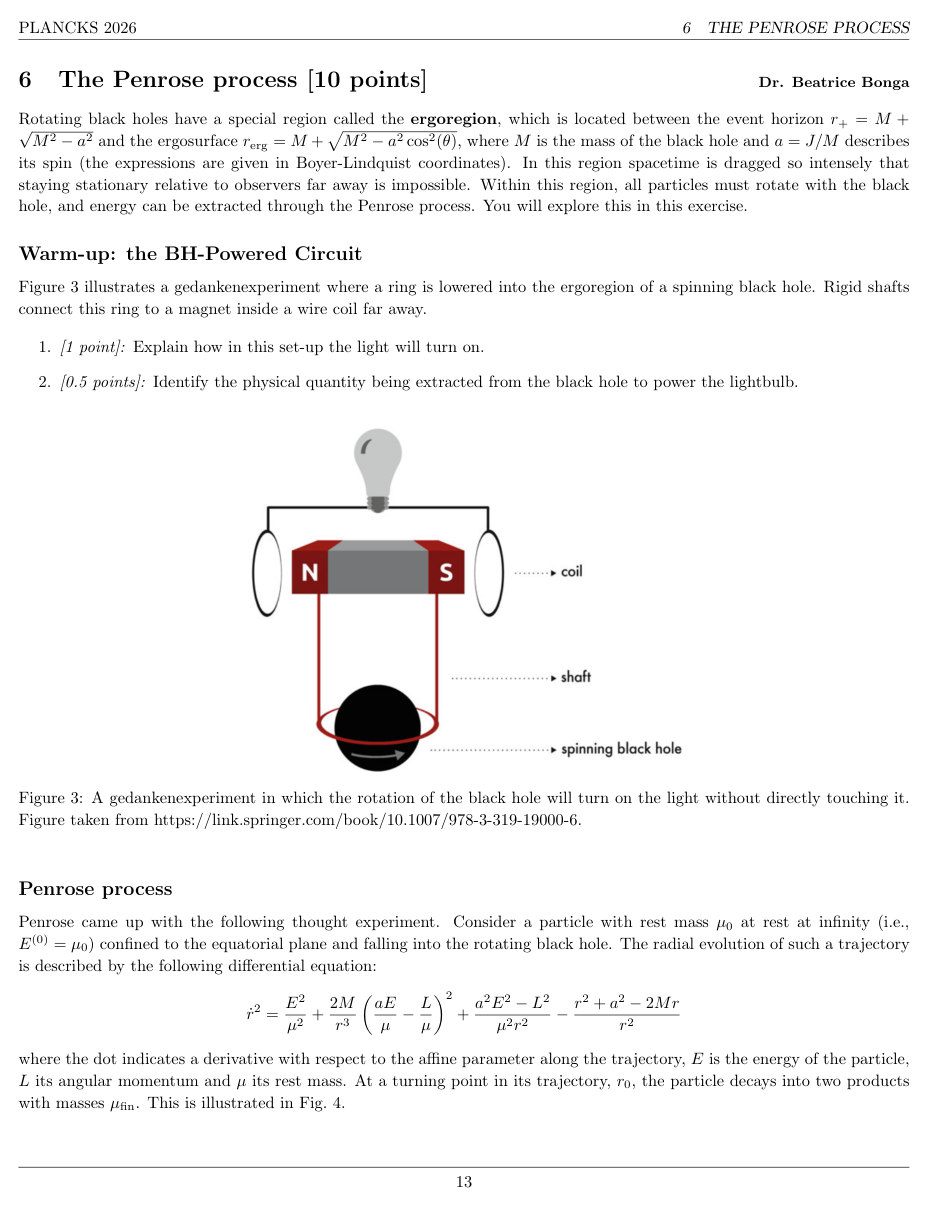 PLANCKS 2026 6 THE PENROSE PROCESS
6 The Penrose process [10 points] Dr. Beatrice Bonga
Rotating black holes have a special region called the ergoregion, which is located between the event horizon r₊ = M +
√(M² − a²) and the ergosurface r_erg = M + √(M² − a² cos²(θ)), where M is the mass of the black hole and a = J/M describes
its spin (the expressions are given in Boyer-Lindquist coordinates). In this region spacetime is dragged so intensely that
staying stationary relative to observers far away is impossible. Within this region, all particles must rotate with the black
hole, and energy can be extracted through the Penrose process. You will explore this in this exercise.
Warm-up: the BH-Powered Circuit
Figure 3 illustrates a gedankenexperiment where a ring is lowered into the ergoregion of a spinning black hole. Rigid shafts
connect this ring to a magnet inside a wire coil far away.
1. [1 point]: Explain how in this set-up the light will turn on.
2. [0.5 points]: Identify the physical quantity being extracted from the black hole to power the lightbulb.
N S
coil
shaft
spinning black hole
Figure 3: A gedankenexperiment in which the rotation of the black hole will turn on the light without directly touching it.
Figure taken from https://link.springer.com/book/10.1007/978-3-319-19000-6.
Penrose process
Penrose came up with the following thought experiment. Consider a particle with rest mass μ₀ at rest at infinity (i.e.,
E⁽⁰⁾ = μ₀) confined to the equatorial plane and falling into the rotating black hole. The radial evolution of such a trajectory
is described by the following differential equation:
ṙ² = E²/μ² + 2M/r³ (aE/μ − L/μ)² + (a²E² − L²)/(μ²r²) − (r² + a² − 2Mr)/r²
where the dot indicates a derivative with respect to the affine parameter along the trajectory, E is the energy of the particle,
L its angular momentum and μ its rest mass. At a turning point in its trajectory, r₀, the particle decays into two products
with masses μ_fin. This is illustrated in Fig. 4.
13